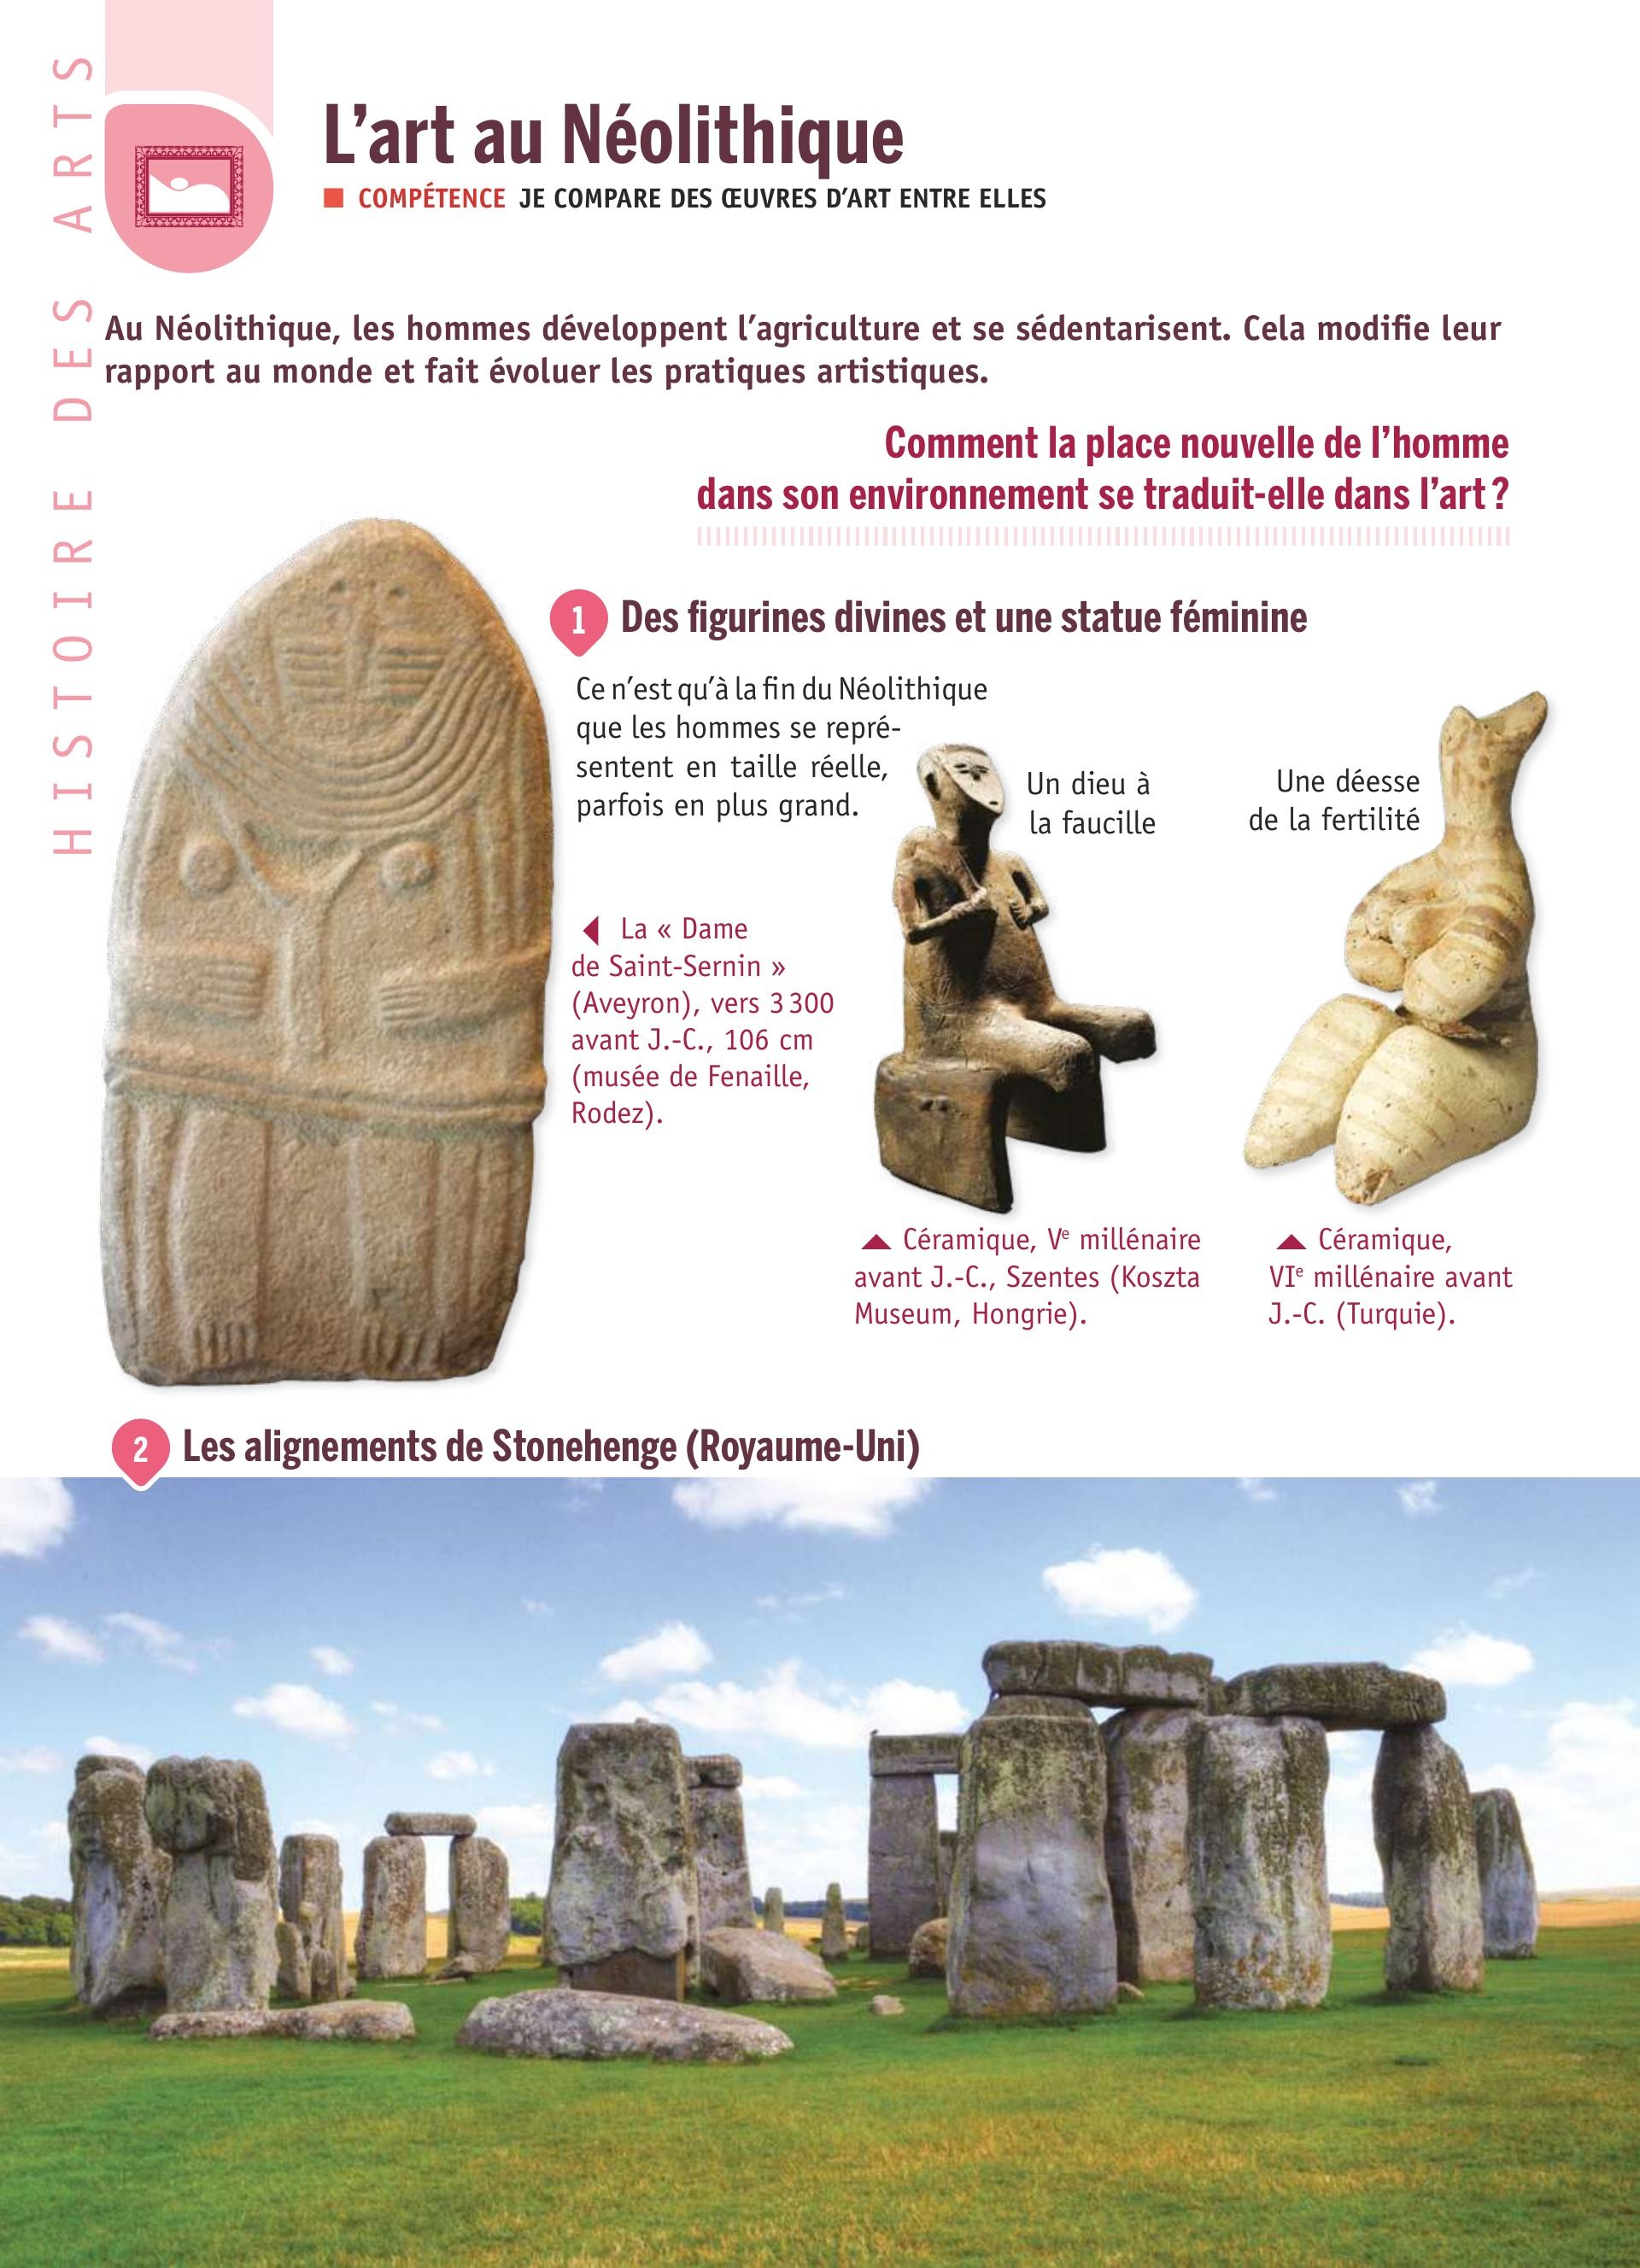 HISTOIRE DES ARTS
L’art au Néolithique
COMPÉTENCE JE COMPARE DES ŒUVRES D’ART ENTRE ELLES
Au Néolithique, les hommes développent l’agriculture et se sédentarisent. Cela modifie leur
rapport au monde et fait évoluer les pratiques artistiques.
Comment la place nouvelle de l’homme
dans son environnement se traduit-elle dans l’art ?
1 Des figurines divines et une statue féminine
Ce n’est qu’à la fin du Néolithique
que les hommes se repré-
sentent en taille réelle,
parfois en plus grand.
Un dieu à
la faucille
Une déesse
de la fertilité
La « Dame
de Saint-Sernin »
(Aveyron), vers 3 300
avant J.-C., 106 cm
(musée de Fenaille,
Rodez).
Céramique, Ve millénaire
avant J.-C., Szentes (Koszta
Museum, Hongrie).
Céramique,
VIe millénaire avant
J.-C. (Turquie).
2 Les alignements de Stonehenge (Royaume-Uni)